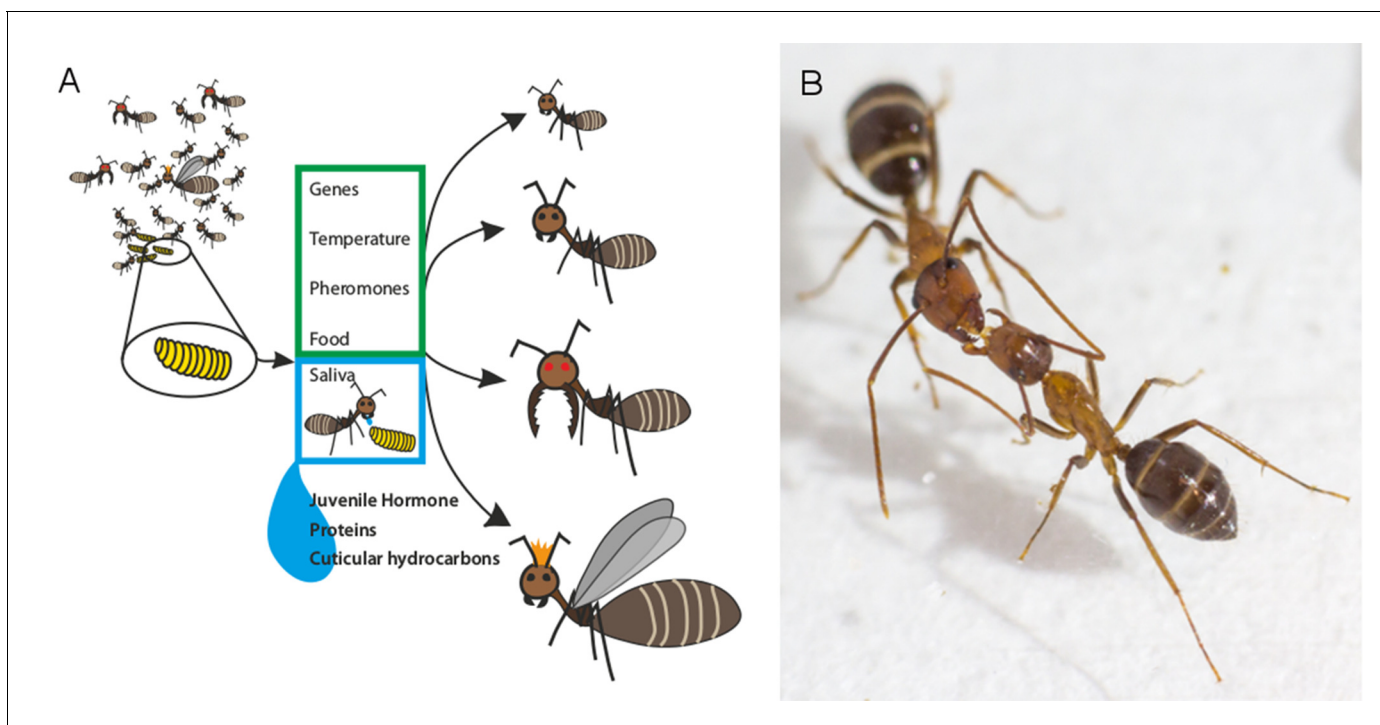 A
Genes
Temperature
Pheromones
Food
Saliva
Juvenile Hormone
Proteins
Cuticular hydrocarbons
B